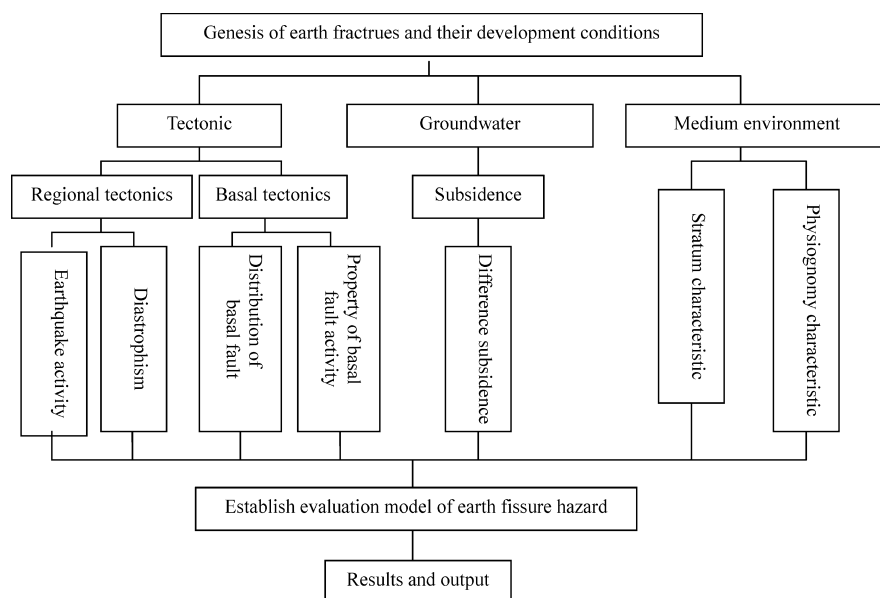 Genesis of earth fractrues and their development conditions
Tectonic
Groundwater
Medium environment
Regional tectonics
Basal tectonics
Subsidence
Earthquake activity
Diastrophism
Distribution of
basal fault
Property of basal
fault activity
Difference subsidence
Stratum characteristic
Physiognomy characteristic
Establish evaluation model of earth fissure hazard
Results and output